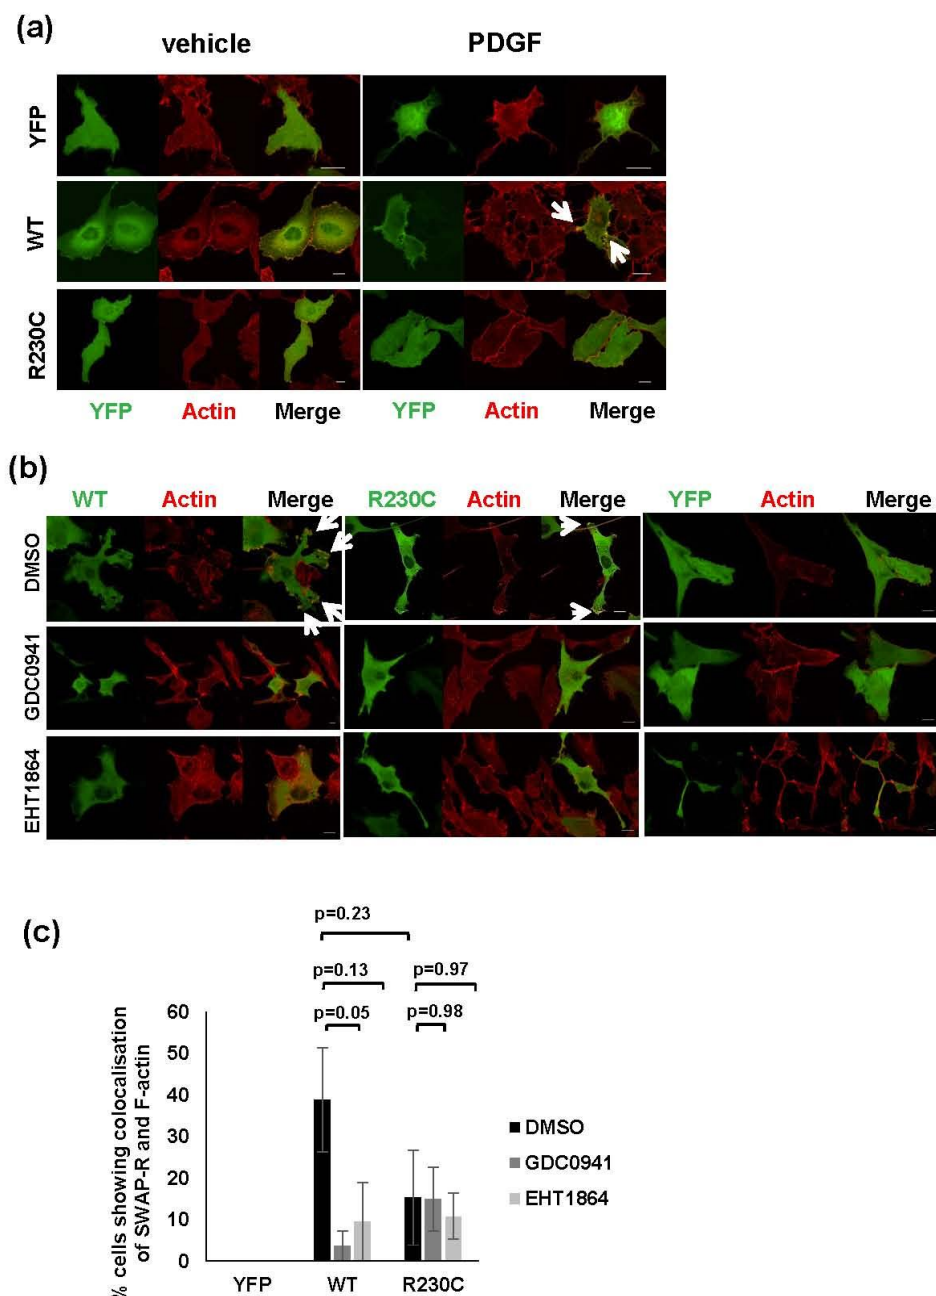 (a)
vehicle PDGF
YFP
WT
R230C
YFP Actin Merge YFP Actin Merge
(b)
WT Actin Merge R230C Actin Merge YFP Actin Merge
DMSO
GDC0941
EHT1864
(c)
p=0.23
p=0.13 p=0.97
p=0.05 p=0.98
% cells showing colocalisation
of SWAP-R and F-actin
60
50
40
30
20
10
0
DMSO
GDC0941
EHT1864
YFP WT R230C